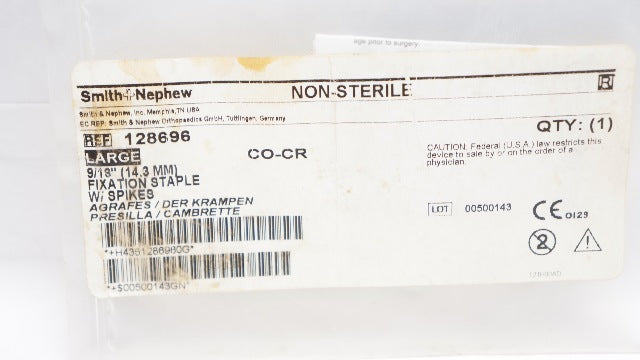 age prior to surgery.
Smith+Nephew NON-STERILE R
Smith & Nephew, Inc. Memphis, TN USA
EC REP: Smith & Nephew Orthopaedics GmbH, Tuttlingen, Germany
REF 128696
QTY: (1)
LARGE CO-CR
9/16" (14.3 MM)
FIXATION STAPLE
W/ SPIKES
AGRAFES / DER KRAMPEN
PRESILLA / CAMBRETTE
CAUTION: Federal (U.S.A.) law restricts this
device to sale by or on the order of a
physician.
LOT 00500143 CE 0129
2
*+H4361286960G*
*+$00500143GN*